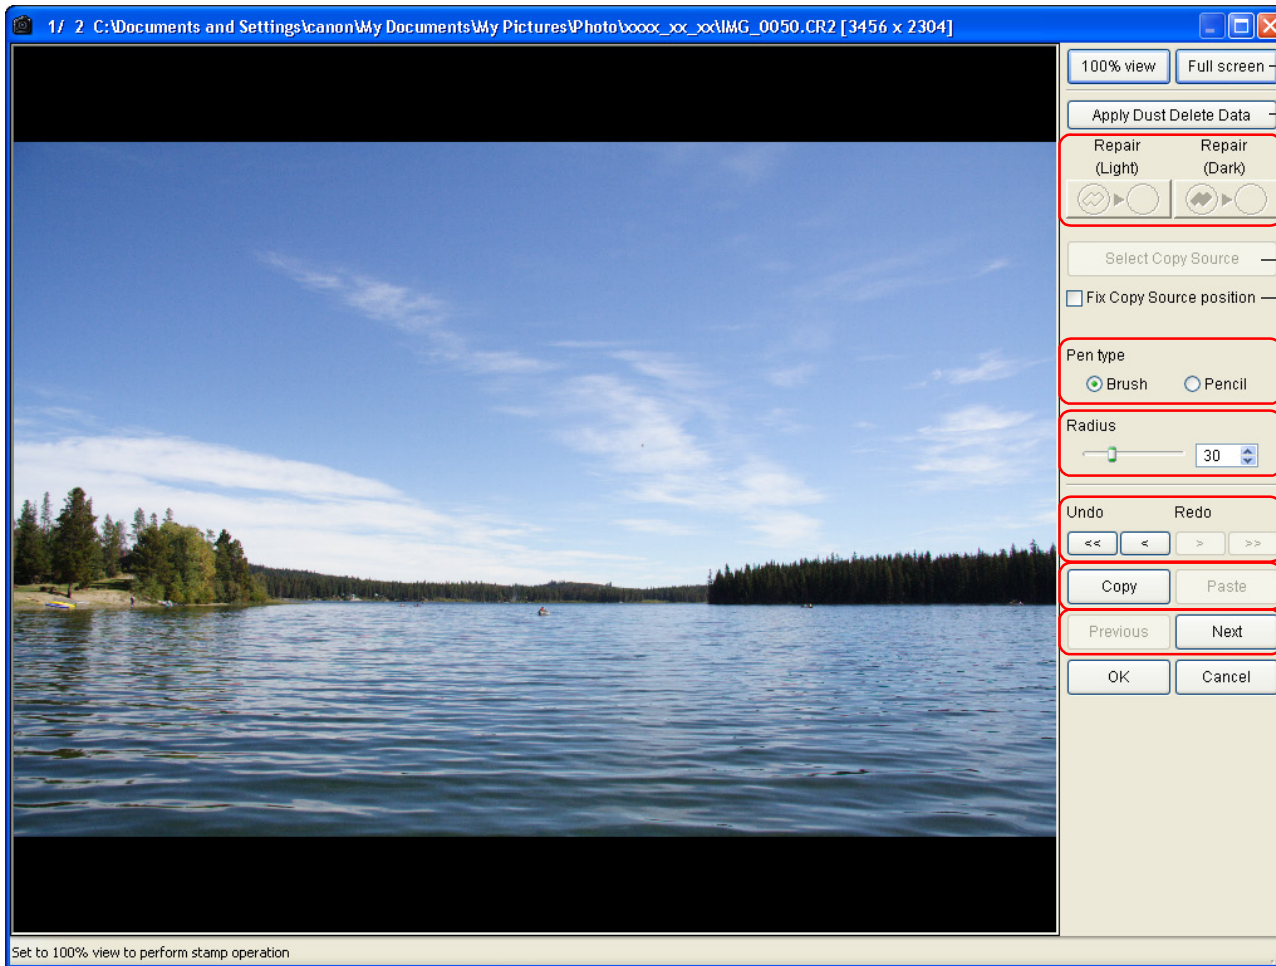 1/ 2 C:\Documents and Settings\canon\My Documents\My Pictures\Photo\xxxx_xx_xx\IMG_0050.CR2 [3456 x 2304]
100% view Full screen
Apply Dust Delete Data
Repair Repair
(Light) (Dark)
Select Copy Source
Fix Copy Source position
Pen type
Brush Pencil
Radius
30
Undo Redo
<< < > >>
Copy Paste
Previous Next
OK Cancel
Set to 100% view to perform stamp operation